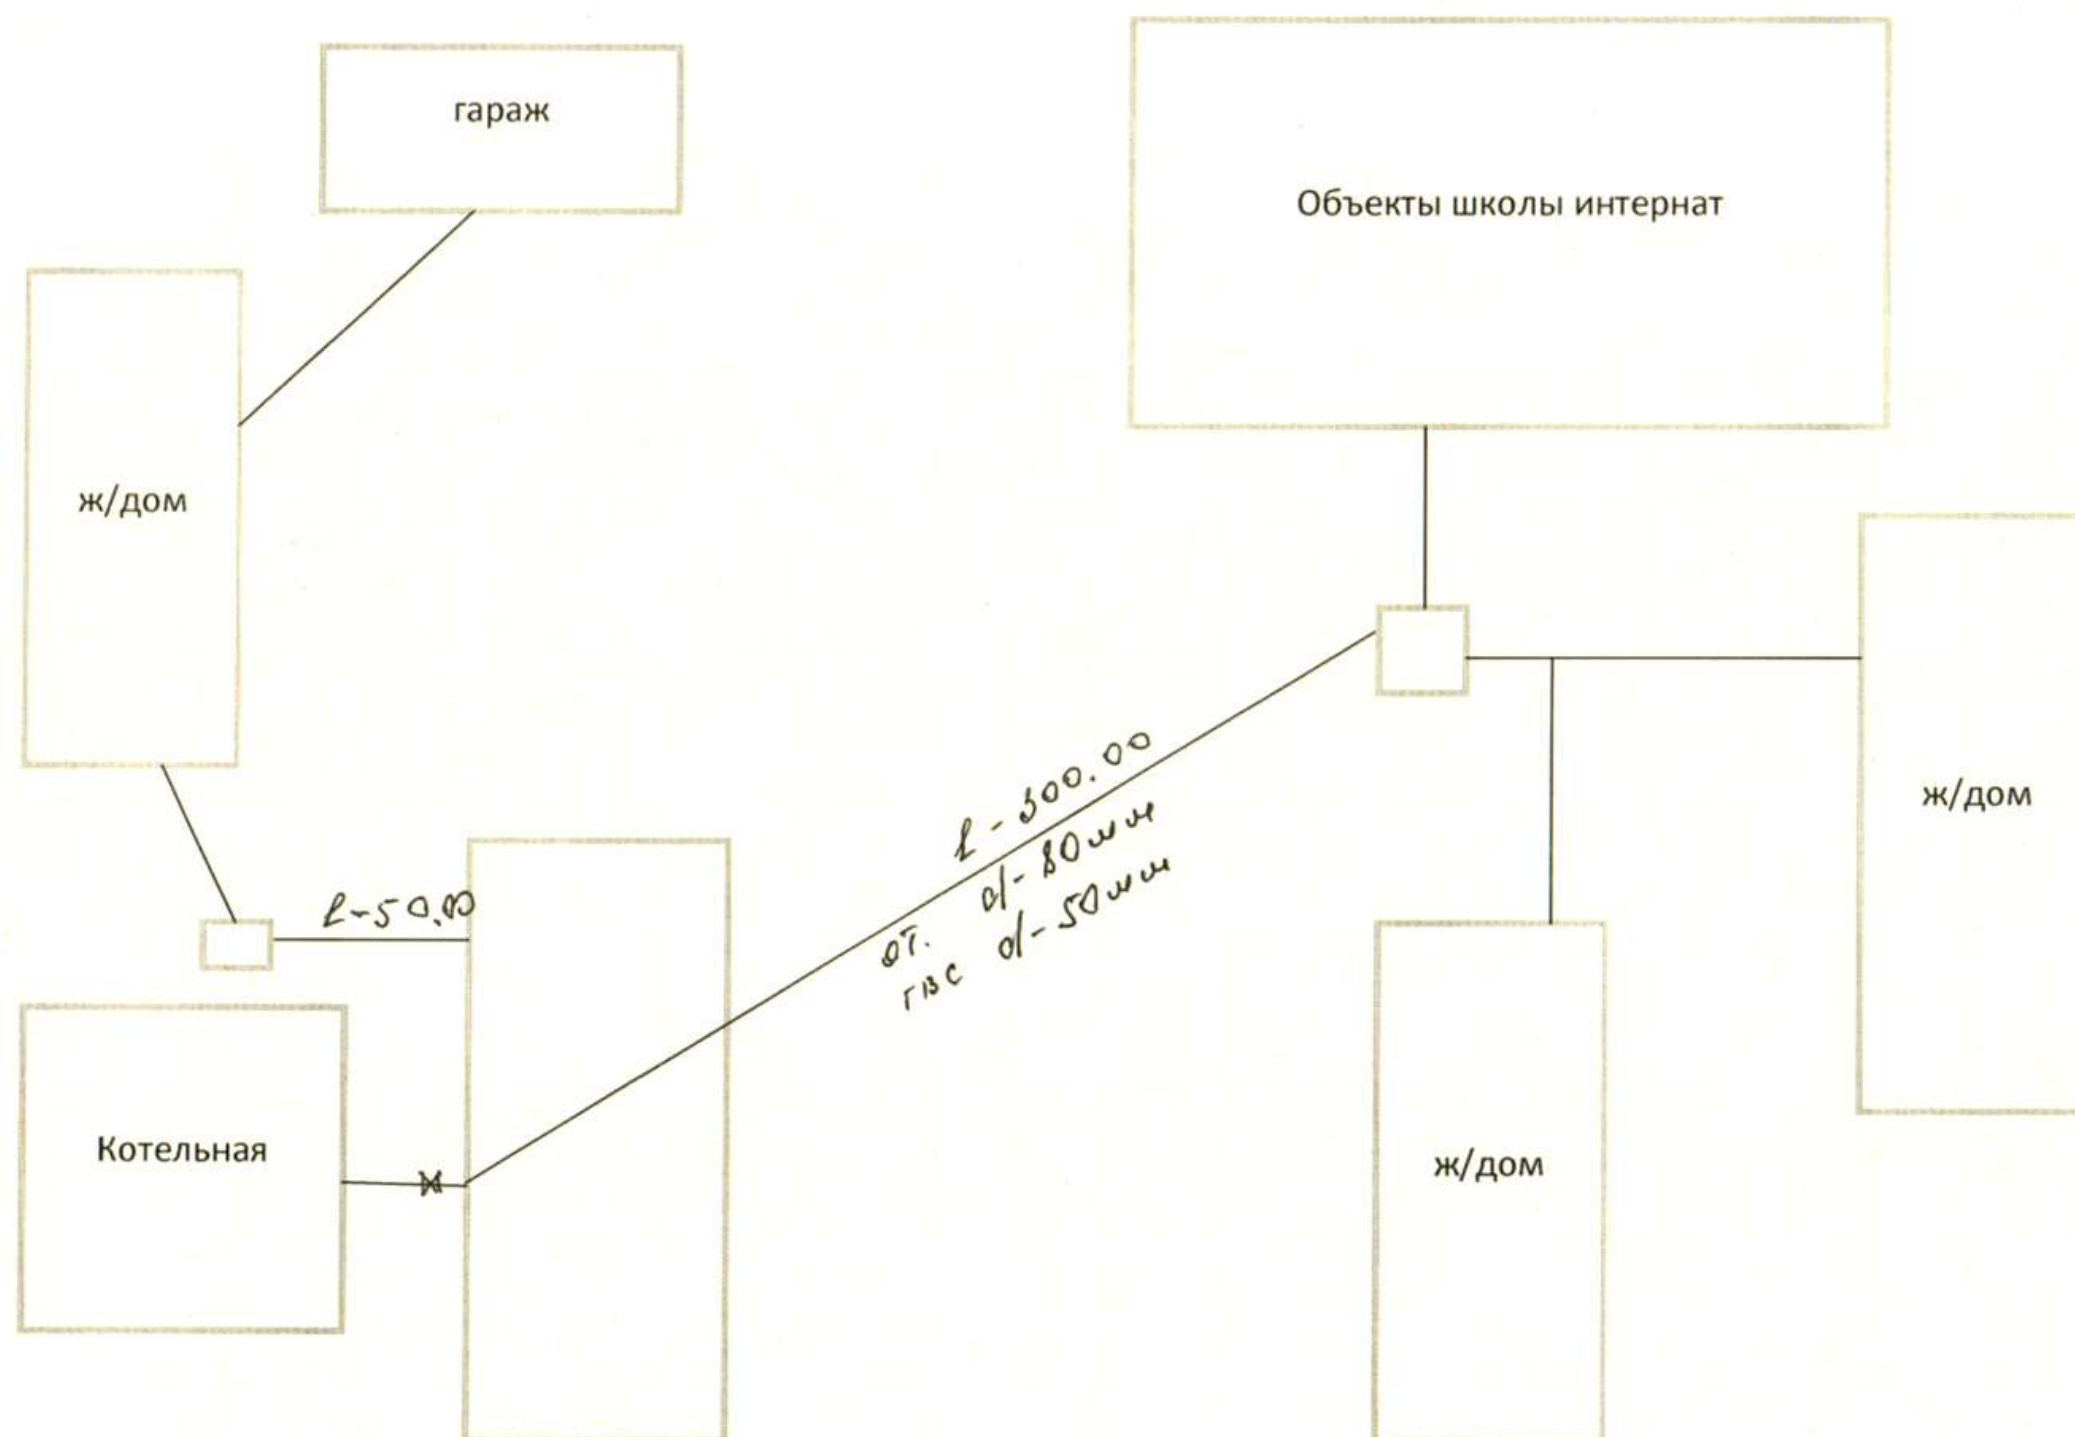 гараж
Объекты школы интернат
ж/дом
ж/дом
ℓ-300.00
от. d-80мм
гвс d-50мм
ℓ-50.00
Котельная
ж/дом